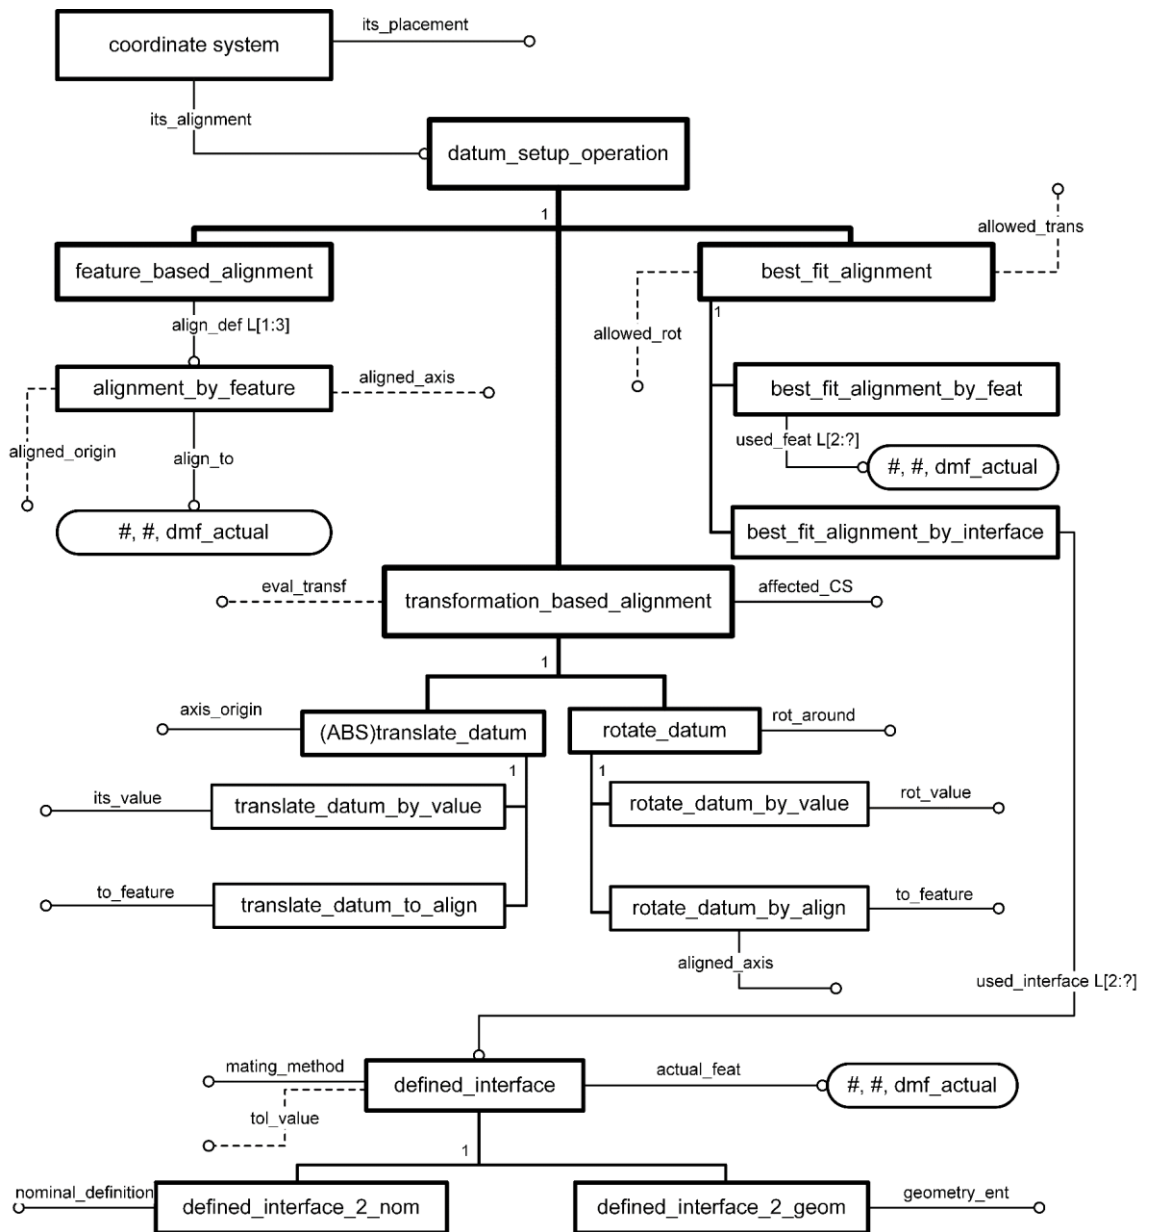 its_placement
coordinate system
its_alignment
datum_setup_operation
1
allowed_trans
feature_based_alignment
best_fit_alignment
1
align_def L[1:3]
allowed_rot
alignment_by_feature
aligned_axis
best_fit_alignment_by_feat
aligned_origin
align_to
used_feat L[2:?]
#, #, dmf_actual
#, #, dmf_actual
best_fit_alignment_by_interface
eval_transf
transformation_based_alignment
affected_CS
1
axis_origin
(ABS)translate_datum
rotate_datum
rot_around
1
1
its_value
translate_datum_by_value
rotate_datum_by_value
rot_value
to_feature
translate_datum_to_align
rotate_datum_by_align
to_feature
aligned_axis
used_interface L[2:?]
mating_method
defined_interface
actual_feat
#, #, dmf_actual
tol_value
1
nominal_definition
defined_interface_2_nom
defined_interface_2_geom
geometry_ent